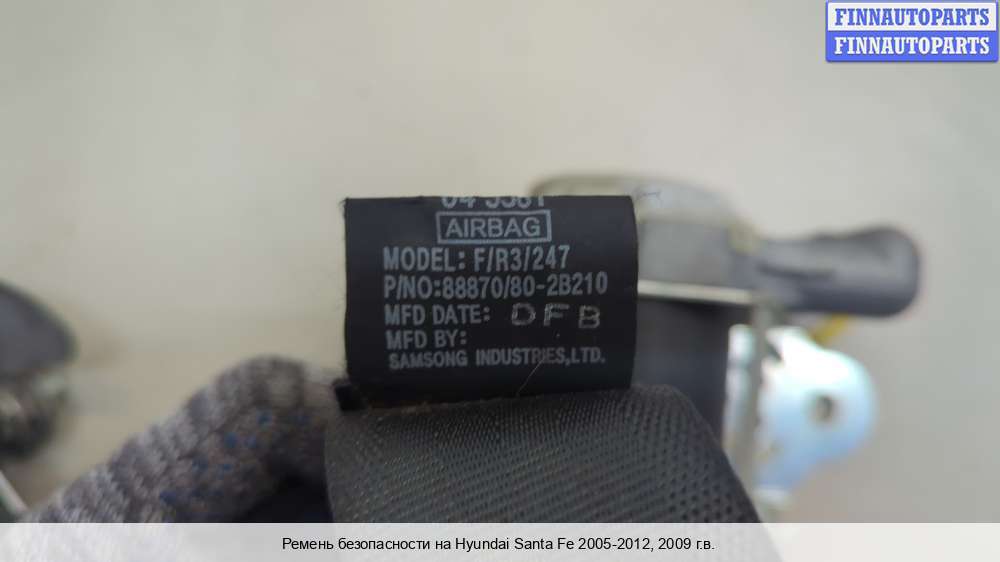 FINNAUTOPARTS
FINNAUTOPARTS
AIRBAG
MODEL: F/R3/247
P/NO:88870/80-2B210
MFD DATE: DFB
MFD BY:
SAMSONG INDUSTRIES,LTD.
Ремень безопасности на Hyundai Santa Fe 2005-2012, 2009 г.в.